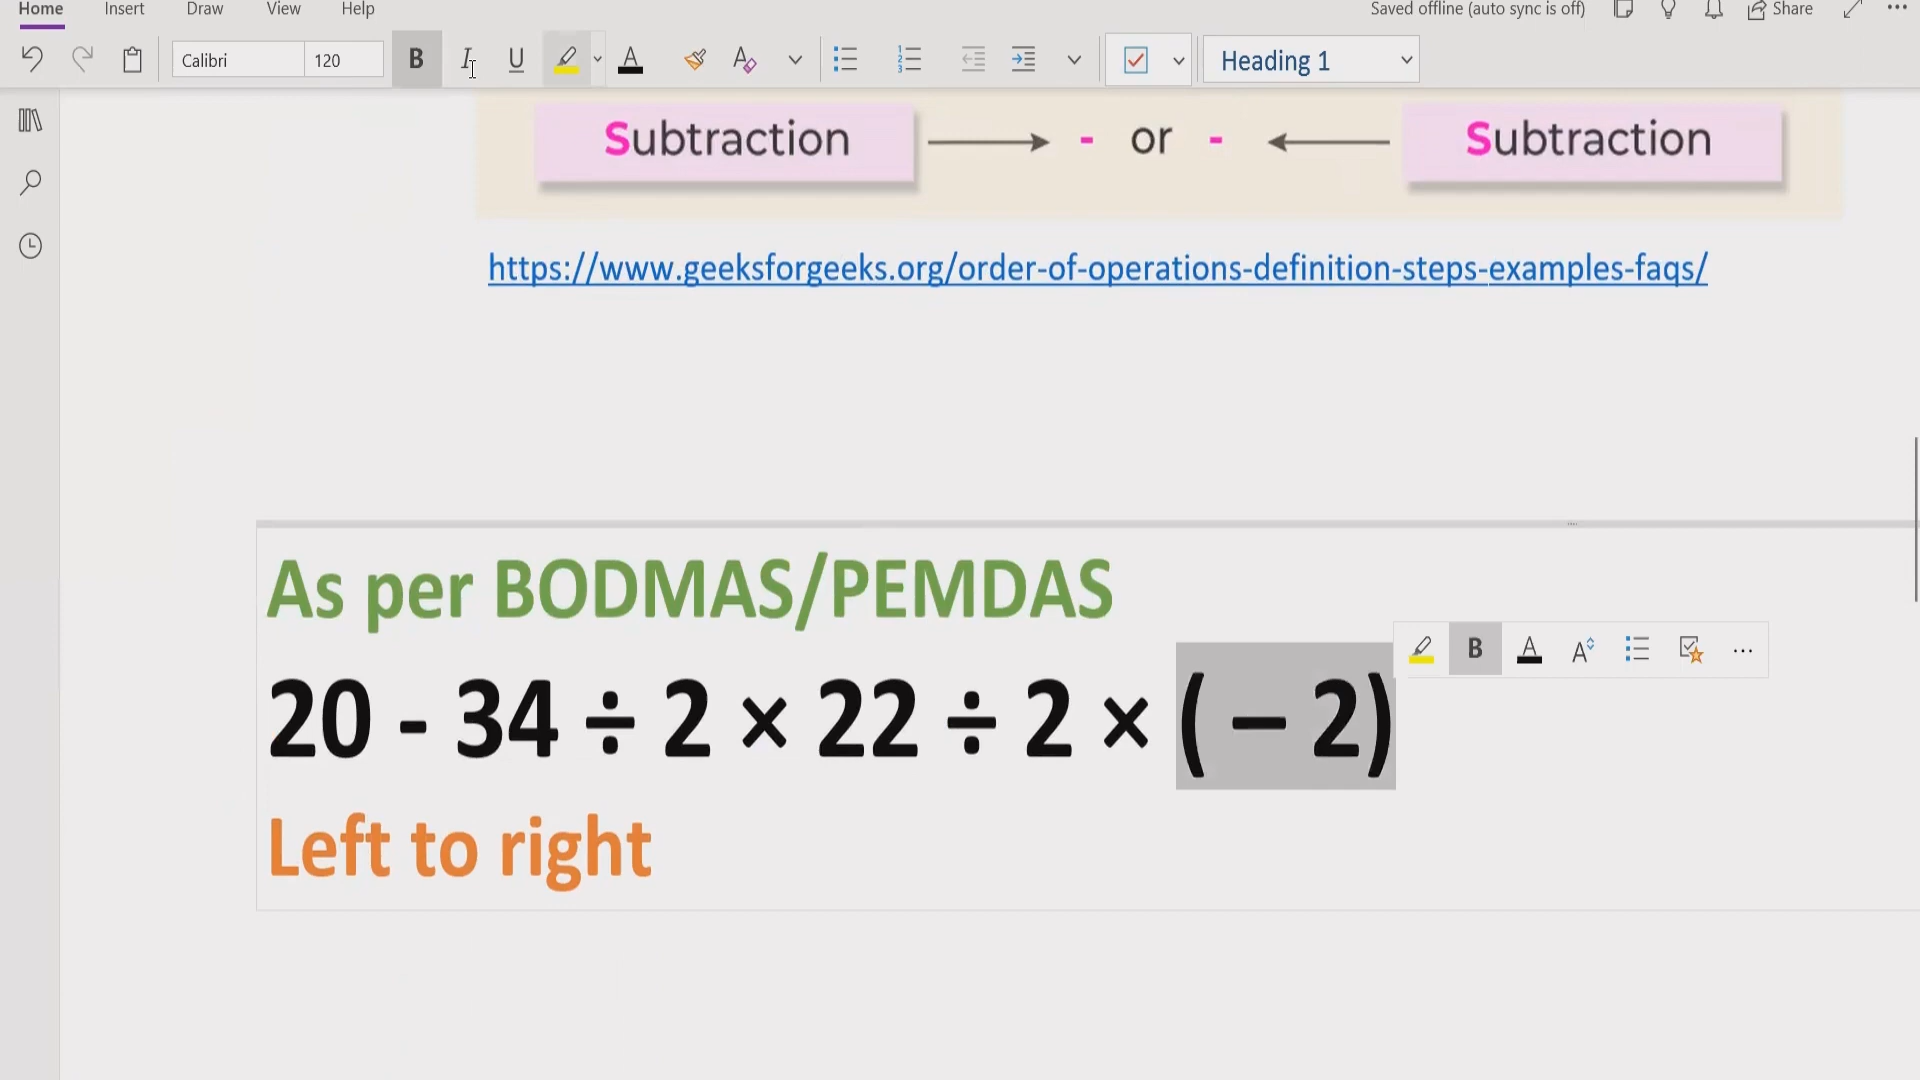 Home Insert Draw View Help Saved offline (auto sync is off) Share
Calibri 120 B I U A A Heading 1
Subtraction - or - Subtraction
https://www.geeksforgeeks.org/order-of-operations-definition-steps-examples-faqs/
As per BODMAS/PEMDAS
B A A
20 - 34 ÷ 2 × 22 ÷ 2 × ( – 2)
Left to right